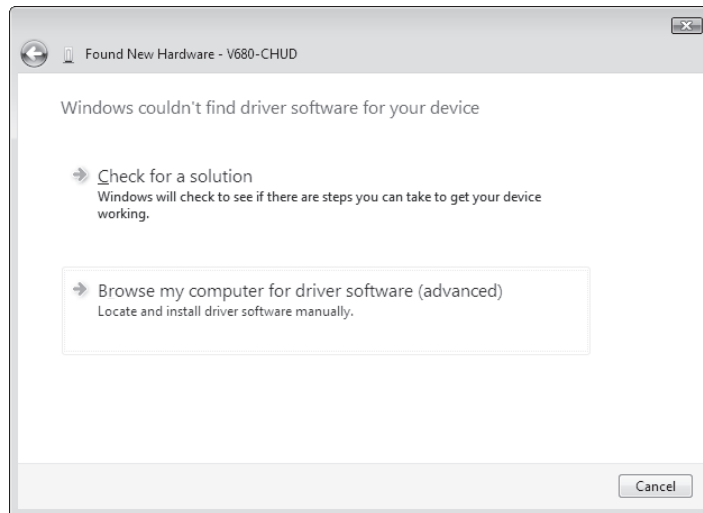 Found New Hardware - V680-CHUD
Windows couldn't find driver software for your device
Check for a solution
Windows will check to see if there are steps you can take to get your device
working.
Browse my computer for driver software (advanced)
Locate and install driver software manually.
Cancel